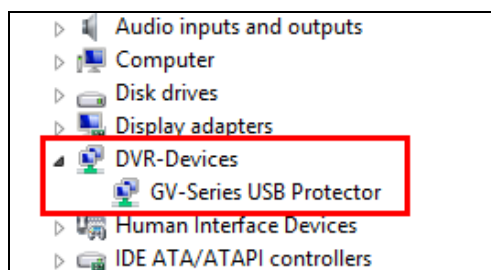 Audio inputs and outputs
Computer
Disk drives
Display adapters
DVR-Devices
GV-Series USB Protector
Human Interface Devices
IDE ATA/ATAPI controllers